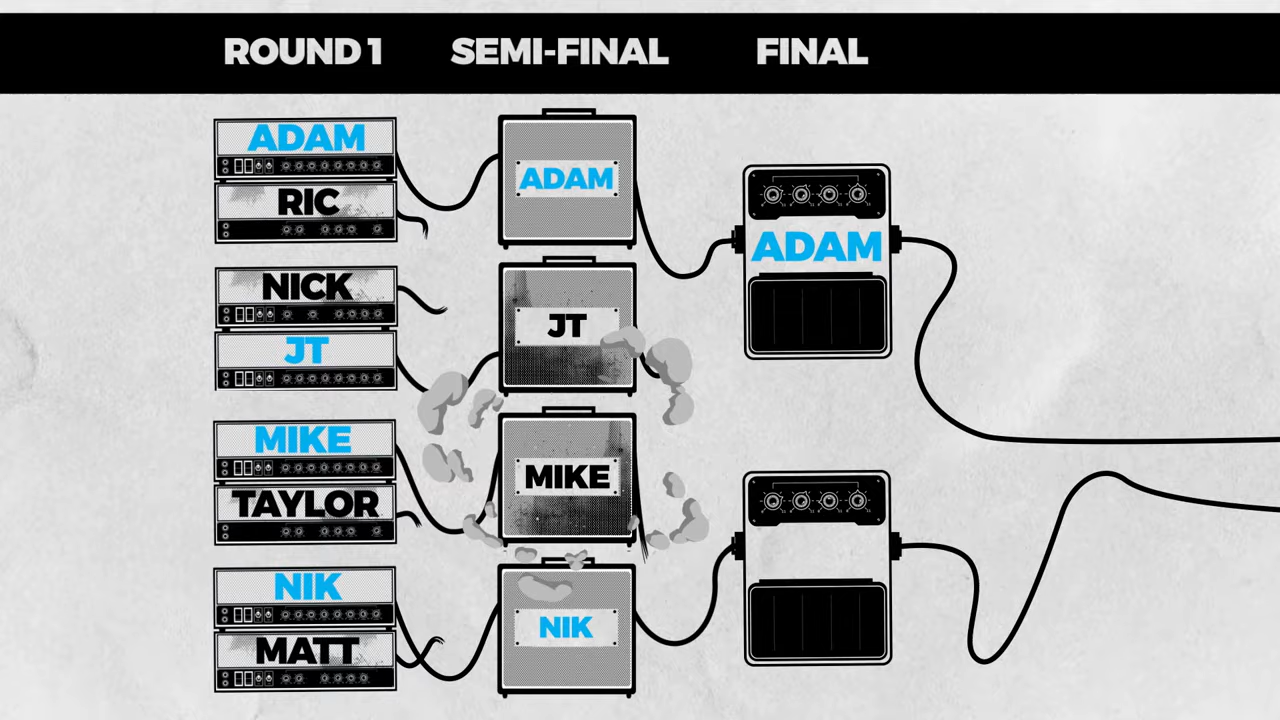 ROUND 1
SEMI-FINAL
FINAL
ADAM
RIC
NICK
JT
MIKE
TAYLOR
NIK
MATT
ADAM
JT
MIKE
NIK
ADAM